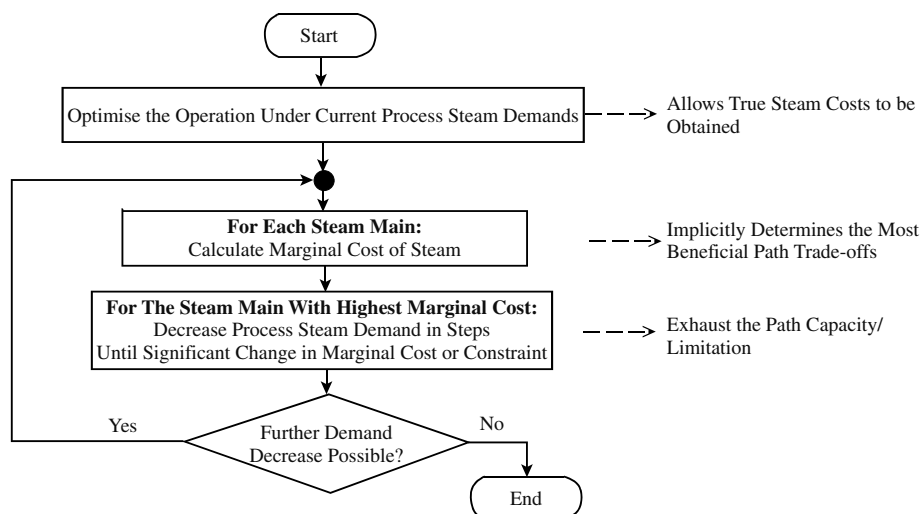 Start
Optimise the Operation Under Current Process Steam Demands
Allows True Steam Costs to be
Obtained
For Each Steam Main:
Calculate Marginal Cost of Steam
Implicitly Determines the Most
Beneficial Path Trade-offs
For The Steam Main With Highest Marginal Cost:
Decrease Process Steam Demand in Steps
Until Significant Change in Marginal Cost or Constraint
Exhaust the Path Capacity/
Limitation
Yes
Further Demand
Decrease Possible?
No
End